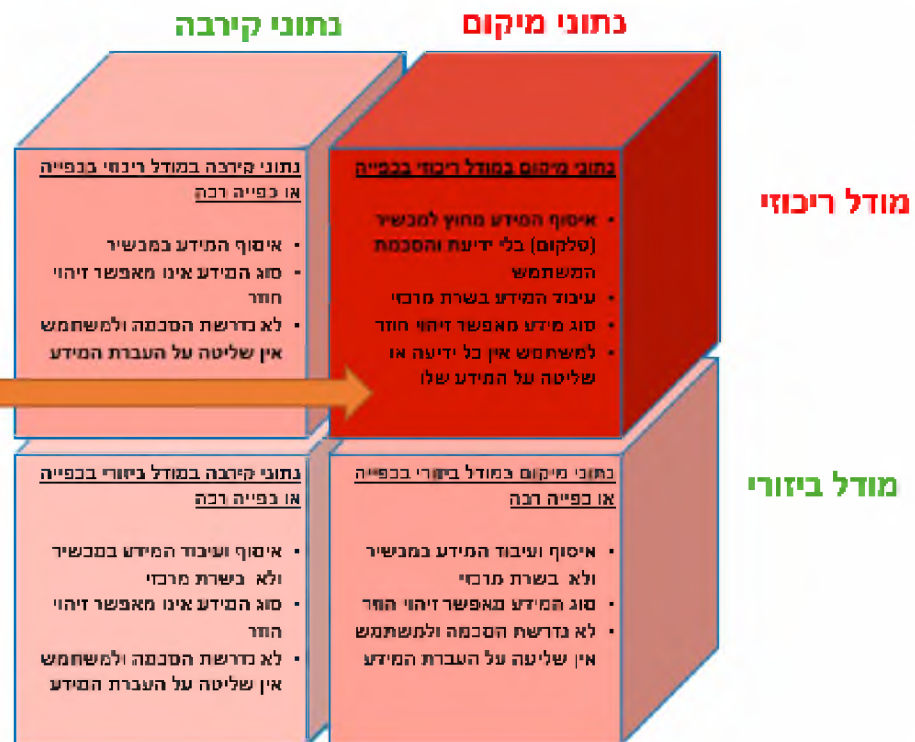 נתוני מיקום
נתוני קירבה
מודל ריכוזי
נתוני מיקום במודל ריכוזי בכפייה
• איסוף המידע מחוץ למכשיר
(סלקום) בלי ידיעת והסכמת
המשתמש
• עיבוד המידע בשרת מרכזי
• סוג מידע מאפשר זיהוי חוזר
• למשתמש אין כל ידיעה או
שליטה על המידע שלו
נתוני קירבה במודל ריכוזי בכפייה
או כפייה רכה
• איסוף המידע במכשיר
• סוג המידע אינו מאפשר זיהוי
חוזר
• לא נדרשת הסכמה ולמשתמש
אין שליטה על העברת המידע
מודל ביזורי
נתוני מיקום במודל ביזורי בכפייה
או כפייה רכה
• איסוף ועיבוד המידע במכשיר
ולא בשרת מרכזי
• סוג המידע מאפשר זיהוי חוזר
• לא נדרשת הסכמה ולמשתמש
אין שליטה על העברת המידע
נתוני קירבה במודל ביזורי בכפייה
או כפייה רכה
• איסוף ועיבוד המידע במכשיר
ולא בשרת מרכזי
• סוג המידע אינו מאפשר זיהוי
חוזר
• לא נדרשת הסכמה ולמשתמש
אין שליטה על העברת המידע